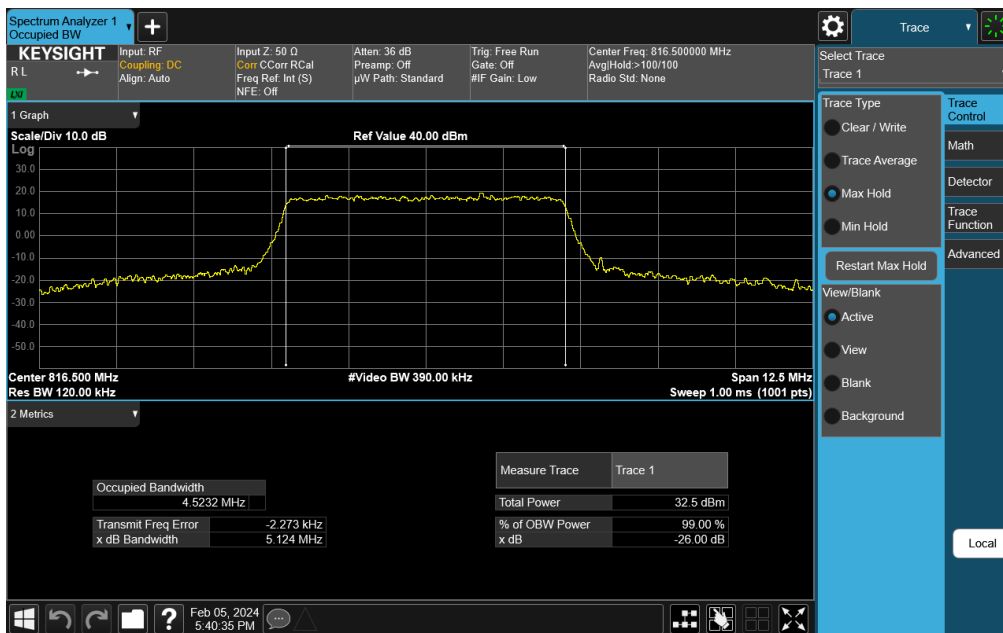 Spectrum Analyzer 1
Occupied BW
Trace
KEYSIGHT
R L
LXI
Input: RF
Coupling: DC
Align: Auto
Input Z: 50 Ω
Corr CCorr RCal
Freq Ref: Int (S)
NFE: Off
Atten: 36 dB
Preamp: Off
µW Path: Standard
Trig: Free Run
Gate: Off
#IF Gain: Low
Center Freq: 816.500000 MHz
Avg|Hold:>100/100
Radio Std: None
Select Trace
Trace 1
1 Graph
Scale/Div 10.0 dB
Ref Value 40.00 dBm
Log
30.0
20.0
10.0
0.00
-10.0
-20.0
-30.0
-40.0
-50.0
Center 816.500 MHz
#Video BW 390.00 kHz
Span 12.5 MHz
Res BW 120.00 kHz
Sweep 1.00 ms (1001 pts)
2 Metrics
Occupied Bandwidth
4.5232 MHz
Transmit Freq Error -2.273 kHz
x dB Bandwidth 5.124 MHz
Measure Trace Trace 1
Total Power 32.5 dBm
% of OBW Power 99.00 %
x dB -26.00 dB
Trace Type
Clear / Write
Trace Average
Max Hold
Min Hold
Restart Max Hold
View/Blank
Active
View
Blank
Background
Trace
Control
Math
Detector
Trace
Function
Advanced
Local
?
Feb 05, 2024
5:40:35 PM